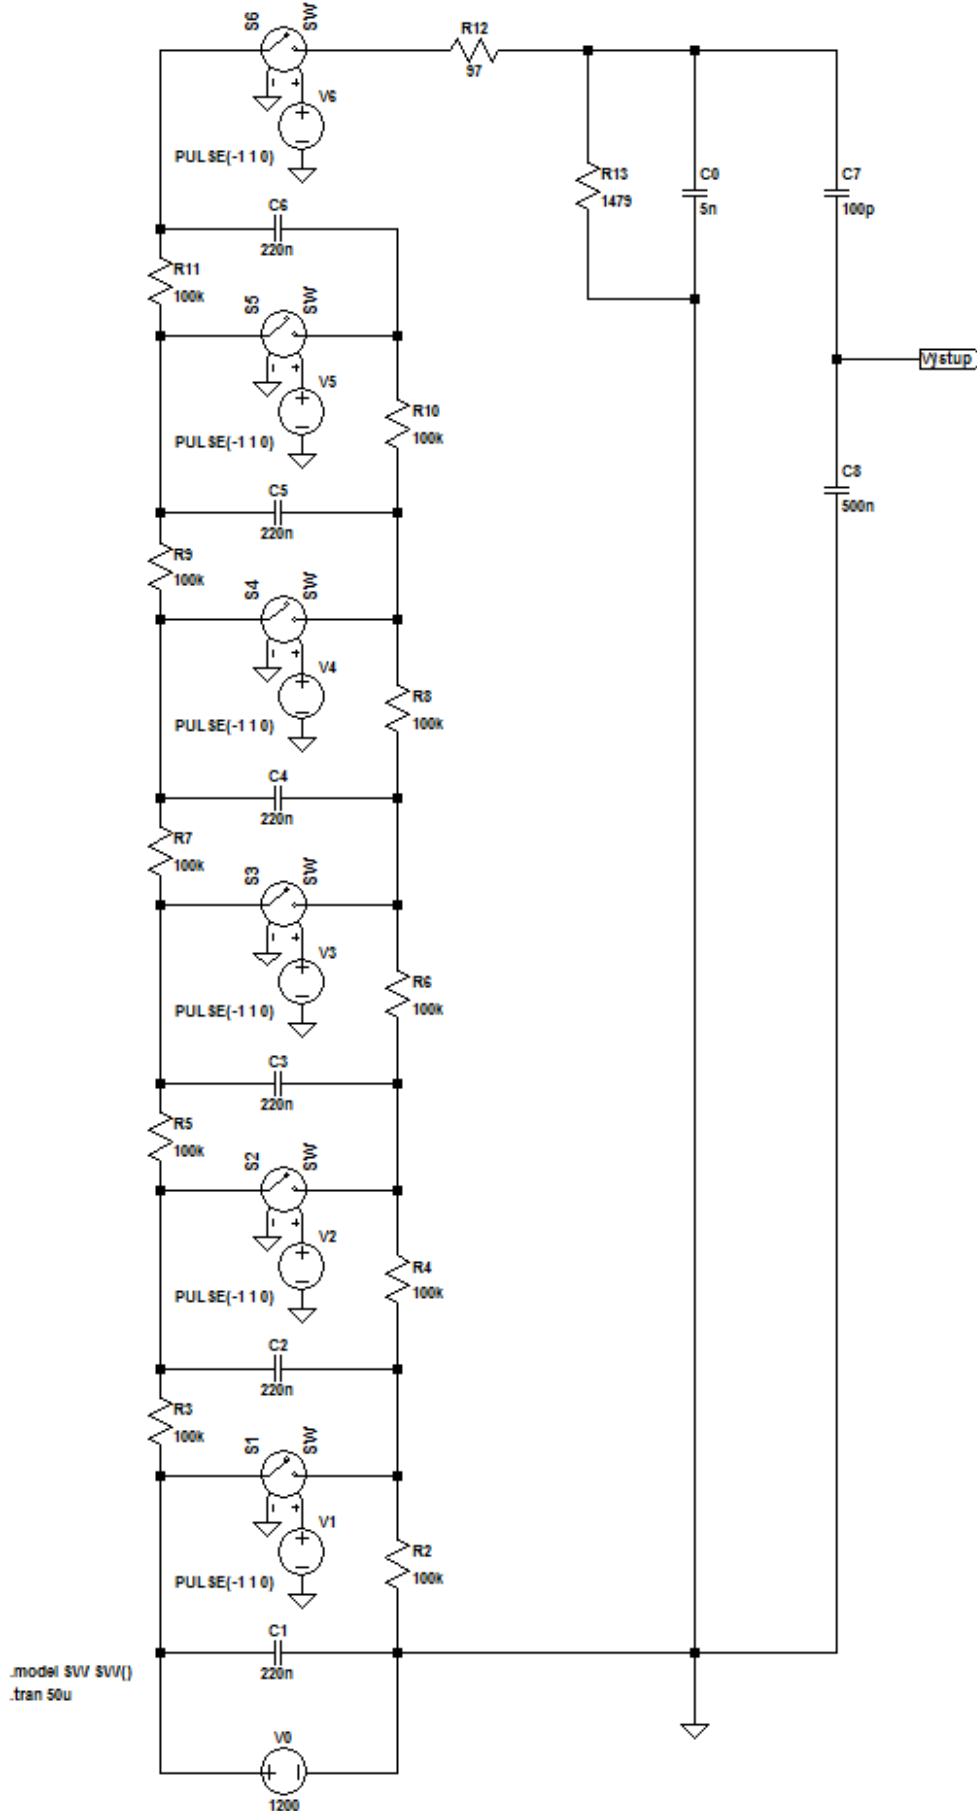 S6 SW
R12
97
V6
PULSE(-1 1 0)
R13
1479
C0
5n
C7
100p
C6
220n
R11
100k
S5 SW
V5
PULSE(-1 1 0)
R10
100k
Výstup
C5
220n
C8
500n
R9
100k
S4 SW
V4
PULSE(-1 1 0)
R8
100k
C4
220n
R7
100k
S3 SW
V3
PULSE(-1 1 0)
R6
100k
C3
220n
R5
100k
S2 SW
V2
PULSE(-1 1 0)
R4
100k
C2
220n
R3
100k
S1 SW
V1
PULSE(-1 1 0)
R2
100k
C1
220n
.model SW SW()
.tran 50u
V0
1200